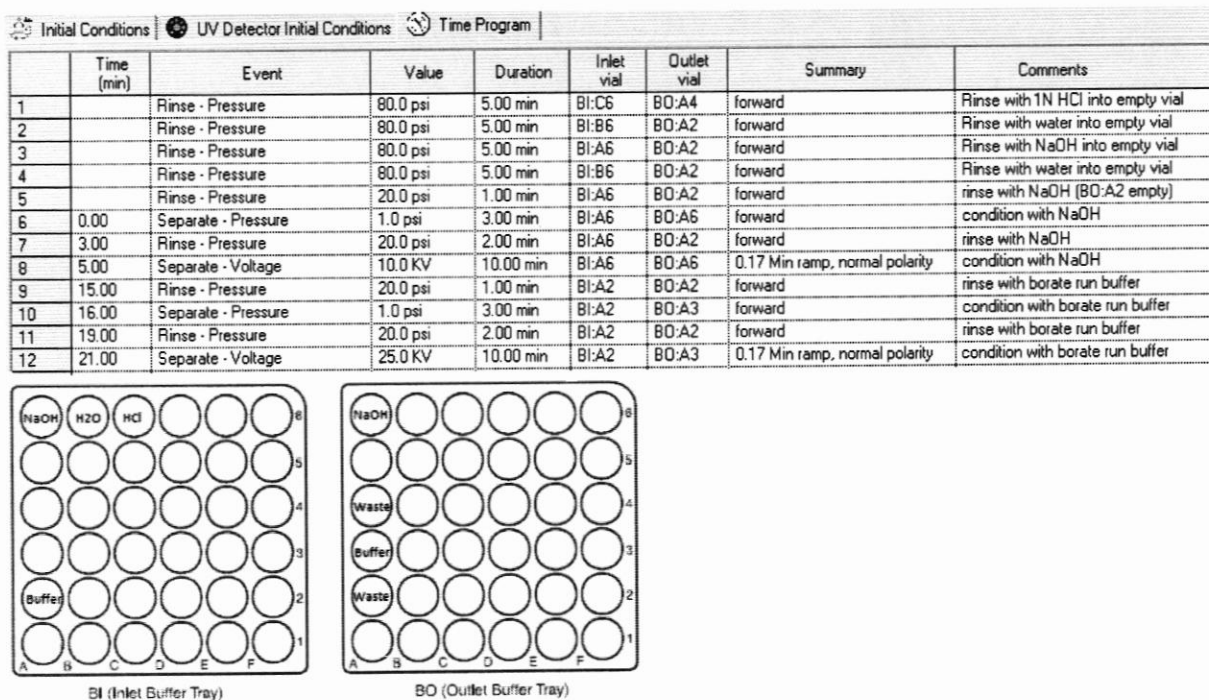 Initial Conditions UV Detector Initial Conditions Time Program
Time (min) Event Value Duration Inlet vial Outlet vial Summary Comments
1 Rinse - Pressure 80.0 psi 5.00 min BI:C6 BO:A4 forward Rinse with 1N HCl into empty vial
2 Rinse - Pressure 80.0 psi 5.00 min BI:B6 BO:A2 forward Rinse with water into empty vial
3 Rinse - Pressure 80.0 psi 5.00 min BI:A6 BO:A2 forward Rinse with NaOH into empty vial
4 Rinse - Pressure 80.0 psi 5.00 min BI:B6 BO:A2 forward Rinse with water into empty vial
5 Rinse - Pressure 20.0 psi 1.00 min BI:A6 BO:A2 forward rinse with NaOH (BO:A2 empty)
6 0.00 Separate - Pressure 1.0 psi 3.00 min BI:A6 BO:A6 forward condition with NaOH
7 3.00 Rinse - Pressure 20.0 psi 2.00 min BI:A6 BO:A2 forward rinse with NaOH
8 5.00 Separate - Voltage 10.0 KV 10.00 min BI:A6 BO:A6 0.17 Min ramp, normal polarity condition with NaOH
9 15.00 Rinse - Pressure 20.0 psi 1.00 min BI:A2 BO:A2 forward rinse with borate run buffer
10 16.00 Separate - Pressure 1.0 psi 3.00 min BI:A2 BO:A3 forward condition with borate run buffer
11 19.00 Rinse - Pressure 20.0 psi 2.00 min BI:A2 BO:A2 forward rinse with borate run buffer
12 21.00 Separate - Voltage 25.0 KV 10.00 min BI:A2 BO:A3 0.17 Min ramp, normal polarity condition with borate run buffer
NaOH H2O HCl 6
5
4
3
Buffer 2
1
A B C D E F
BI (Inlet Buffer Tray)
NaOH 6
5
Waste 4
Buffer 3
Waste 2
1
A B C D E F
BO (Outlet Buffer Tray)